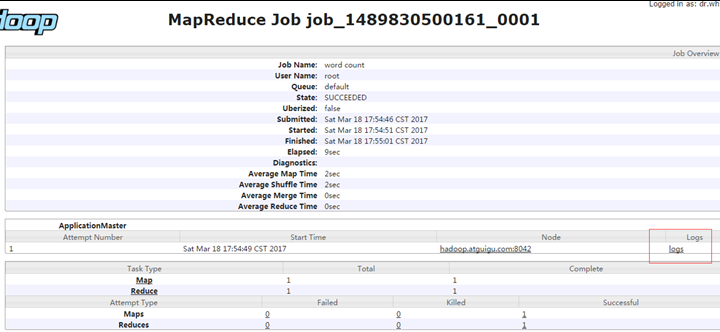 Logged in as: dr.wh
doop
MapReduce Job job_1489830500161_0001
Job Overview
Job Name: word count
User Name: root
Queue: default
State: SUCCEEDED
Uberized: false
Submitted: Sat Mar 18 17:54:46 CST 2017
Started: Sat Mar 18 17:54:51 CST 2017
Finished: Sat Mar 18 17:55:01 CST 2017
Elapsed: 9sec
Diagnostics:
Average Map Time 2sec
Average Shuffle Time 2sec
Average Merge Time 0sec
Average Reduce Time 0sec
ApplicationMaster
Attempt Number Start Time Node Logs
1 Sat Mar 18 17:54:49 CST 2017 hadoop.atguigu.com:8042 logs
Task Type Total Complete
Map 1 1
Reduce 1 1
Attempt Type Failed Killed Successful
Maps 0 0 1
Reduces 0 0 1